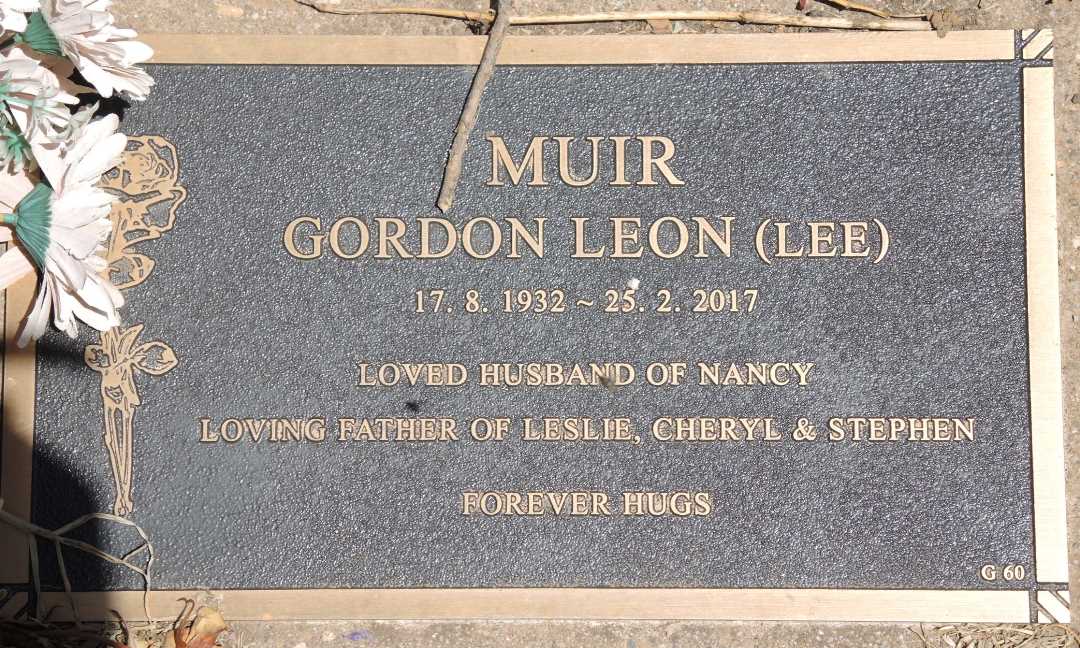 MUIR
GORDON LEON (LEE)
17. 8. 1932 ~ 25. 2. 2017
LOVED HUSBAND OF NANCY
LOVING FATHER OF LESLIE, CHERYL & STEPHEN
FOREVER HUGS
G 60